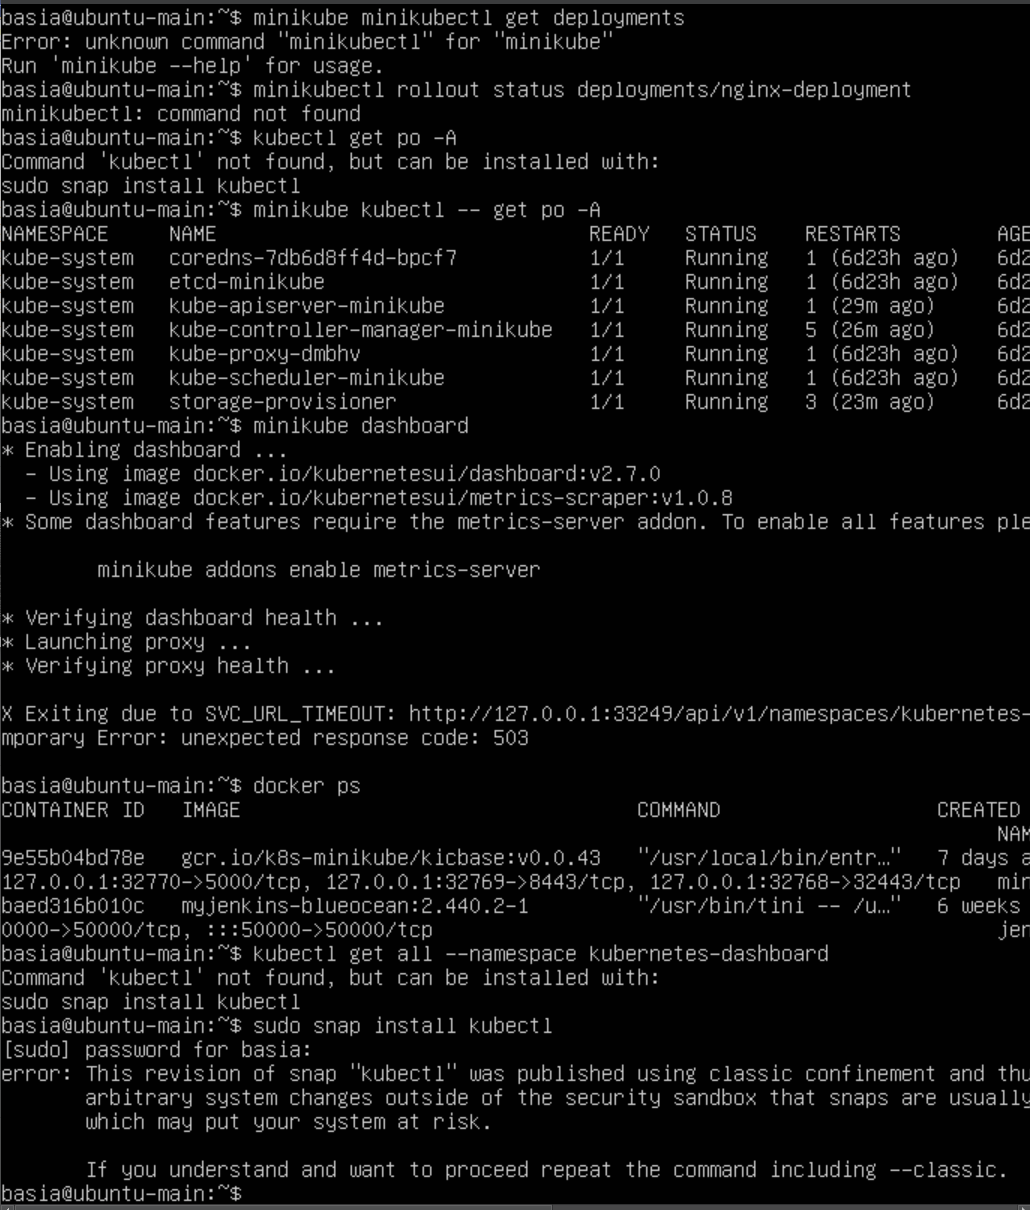 basia@ubuntu-main:~$ minikube minikubectl get deployments
Error: unknown command "minikubectl" for "minikube"
Run 'minikube --help' for usage.
basia@ubuntu-main:~$ minikubectl rollout status deployments/nginx-deployment
minikubectl: command not found
basia@ubuntu-main:~$ kubectl get po -A
Command 'kubectl' not found, but can be installed with:
sudo snap install kubectl
basia@ubuntu-main:~$ minikube kubectl -- get po -A
NAMESPACE NAME READY STATUS RESTARTS AGE
kube-system coredns-7db6d8ff4d-bpcf7 1/1 Running 1 (6d23h ago) 6d2
kube-system etcd-minikube 1/1 Running 1 (6d23h ago) 6d2
kube-system kube-apiserver-minikube 1/1 Running 1 (29m ago) 6d2
kube-system kube-controller-manager-minikube 1/1 Running 5 (26m ago) 6d2
kube-system kube-proxy-dmbhv 1/1 Running 1 (6d23h ago) 6d2
kube-system kube-scheduler-minikube 1/1 Running 1 (6d23h ago) 6d2
kube-system storage-provisioner 1/1 Running 3 (23m ago) 6d2
basia@ubuntu-main:~$ minikube dashboard
* Enabling dashboard ...
- Using image docker.io/kubernetesui/dashboard:v2.7.0
- Using image docker.io/kubernetesui/metrics-scraper:v1.0.8
* Some dashboard features require the metrics-server addon. To enable all features ple
minikube addons enable metrics-server
* Verifying dashboard health ...
* Launching proxy ...
* Verifying proxy health ...
X Exiting due to SVC_URL_TIMEOUT: http://127.0.0.1:33249/api/v1/namespaces/kubernetes-
mporary Error: unexpected response code: 503
basia@ubuntu-main:~$ docker ps
CONTAINER ID IMAGE COMMAND CREATED
NAM
9e55b04bd78e gcr.io/k8s-minikube/kicbase:v0.0.43 "/usr/local/bin/entr…" 7 days a
127.0.0.1:32770->5000/tcp, 127.0.0.1:32769->8443/tcp, 127.0.0.1:32768->32443/tcp min
baed316b010c myjenkins-blueocean:2.440.2-1 "/usr/bin/tini -- /u…" 6 weeks
0000->50000/tcp, :::50000->50000/tcp jen
basia@ubuntu-main:~$ kubectl get all --namespace kubernetes-dashboard
Command 'kubectl' not found, but can be installed with:
sudo snap install kubectl
basia@ubuntu-main:~$ sudo snap install kubectl
[sudo] password for basia:
error: This revision of snap "kubectl" was published using classic confinement and thu
arbitrary system changes outside of the security sandbox that snaps are usually
which may put your system at risk.
If you understand and want to proceed repeat the command including --classic.
basia@ubuntu-main:~$